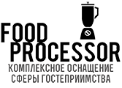 FOOD
PROCESSOR
КОМПЛЕКСНОЕ ОСНАЩЕНИЕ
СФЕРЫ ГОСТЕПРИИМСТВА